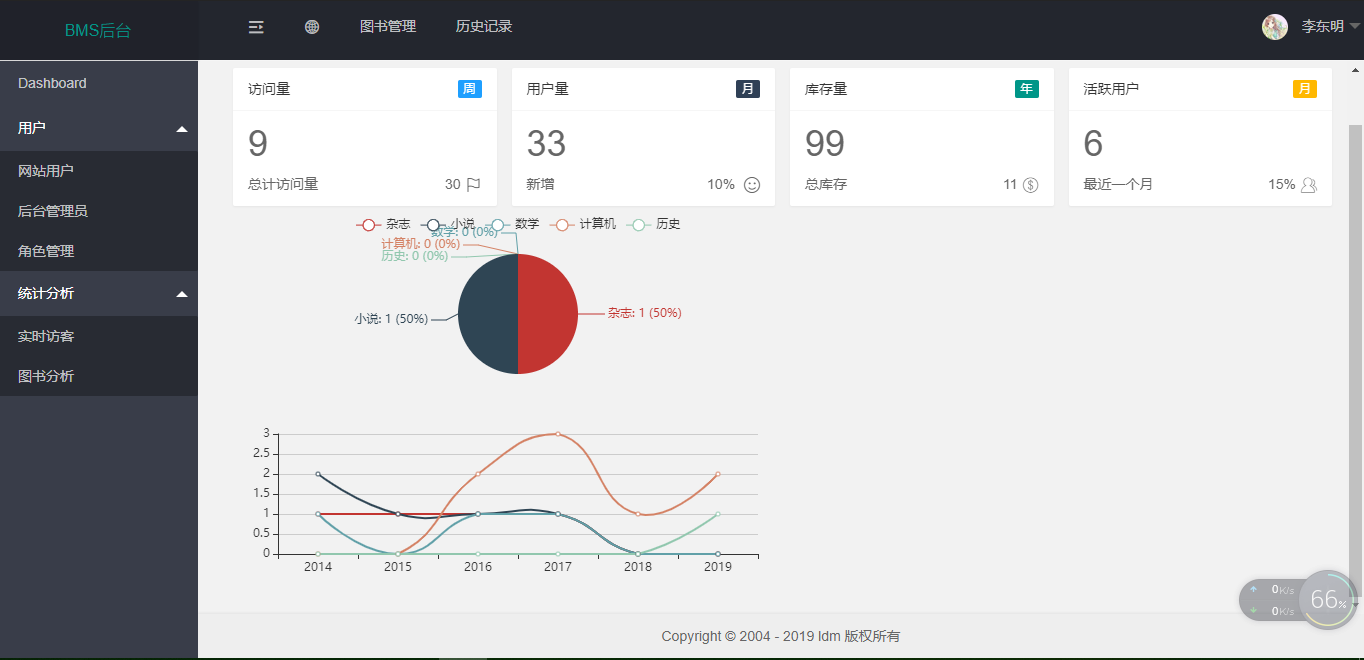 BMS后台
图书管理
历史记录
李东明
Dashboard
用户
网站用户
后台管理员
角色管理
统计分析
实时访客
图书分析
访问量 周
9
总计访问量 30
用户量 月
33
新增 10%
库存量 年
99
总库存 11
活跃用户 月
6
最近一个月 15%
杂志 小说 数学 计算机 历史
数学: 0 (0%)
计算机: 0 (0%)
历史: 0 (0%)
小说: 1 (50%)
杂志: 1 (50%)
3
2.5
2
1.5
1
0.5
0
2014 2015 2016 2017 2018 2019
0K/s
0K/s
66%
Copyright © 2004 - 2019 ldm 版权所有